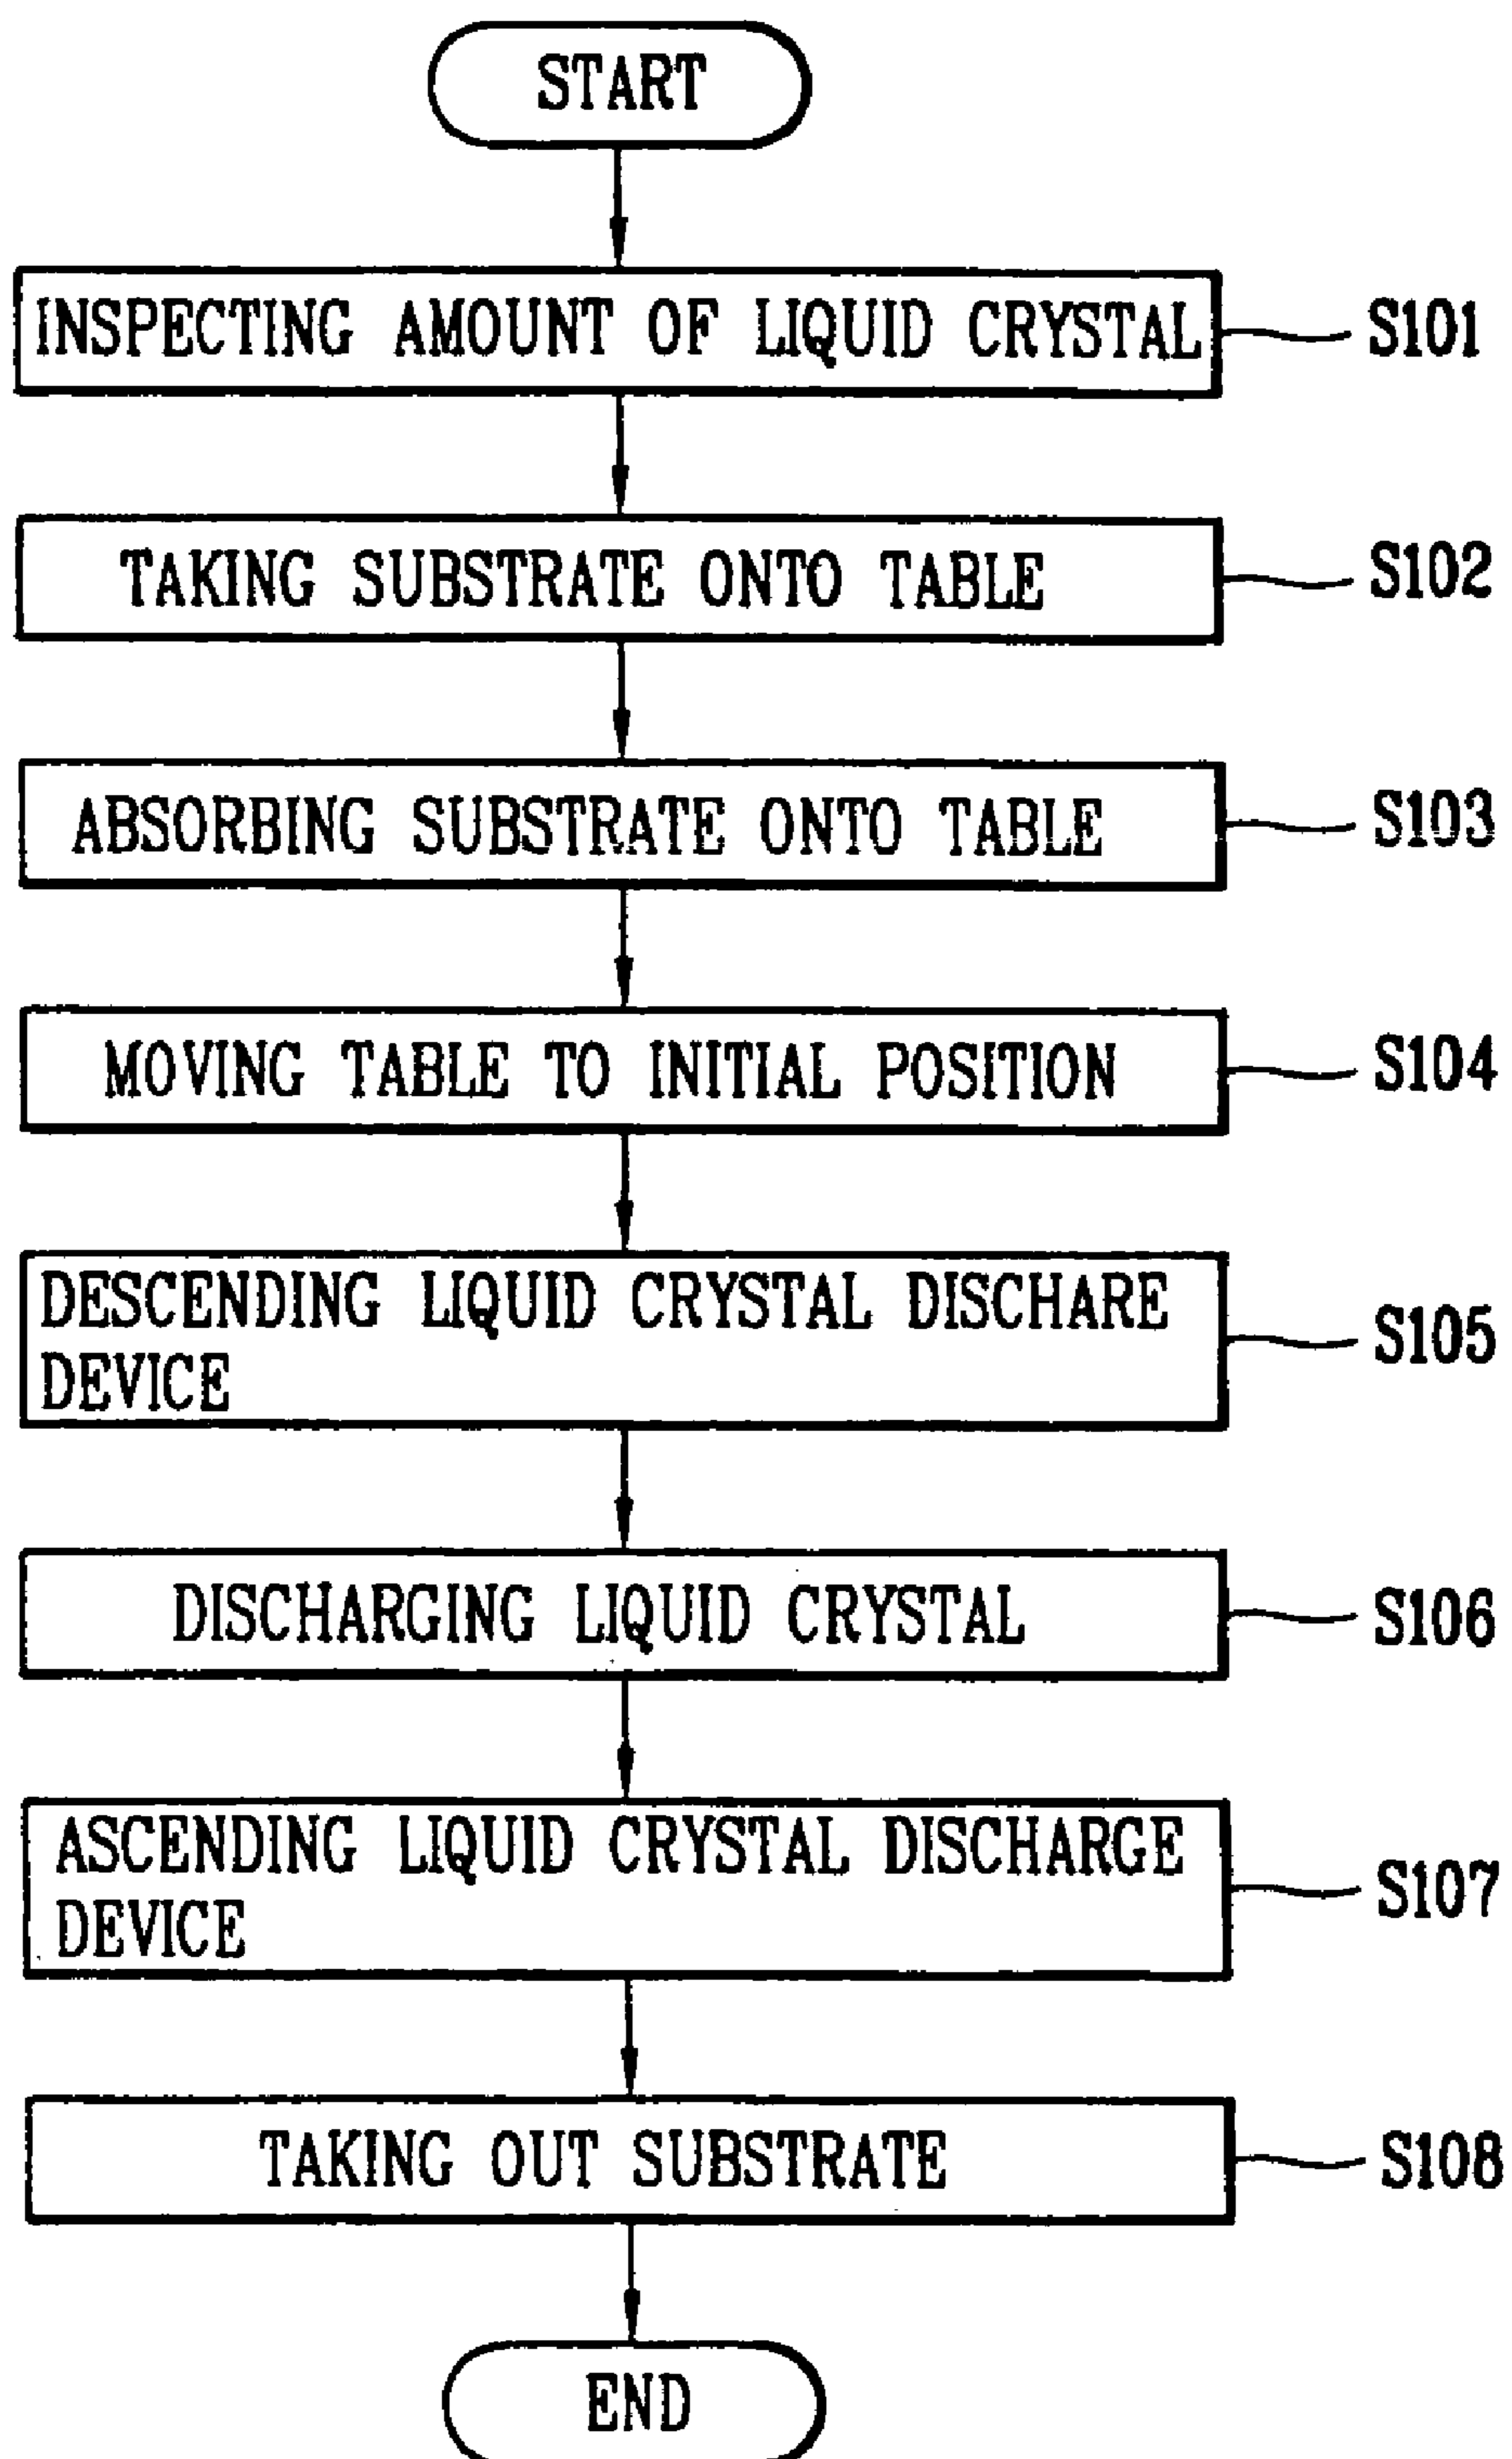 START
INSPECTING AMOUNT OF LIQUID CRYSTAL
S101
TAKING SUBSTRATE ONTO TABLE
S102
ABSORBING SUBSTRATE ONTO TABLE
S103
MOVING TABLE TO INITIAL POSITION
S104
DESCENDING LIQUID CRYSTAL DISCHARE
DEVICE
S105
DISCHARGING LIQUID CRYSTAL
S106
ASCENDING LIQUID CRYSTAL DISCHARGE
DEVICE
S107
TAKING OUT SUBSTRATE
S108
END